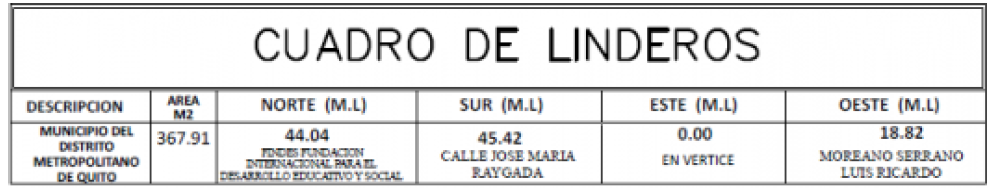 CUADRO DE LINDEROS
DESCRIPCION
AREA
M2
NORTE (M.L)
SUR (M.L)
ESTE (M.L)
OESTE (M.L)
MUNICIPIO DEL
DISTRITO
METROPOLITANO
DE QUITO
367.91
44.04
FINDES FUNDACION
INTERNACIONAL PARA EL
DESARROLLO EDUCATIVO Y SOCIAL
45.42
CALLE JOSE MARIA
RAYGADA
0.00
EN VERTICE
18.82
MOREANO SERRANO
LUIS RICARDO